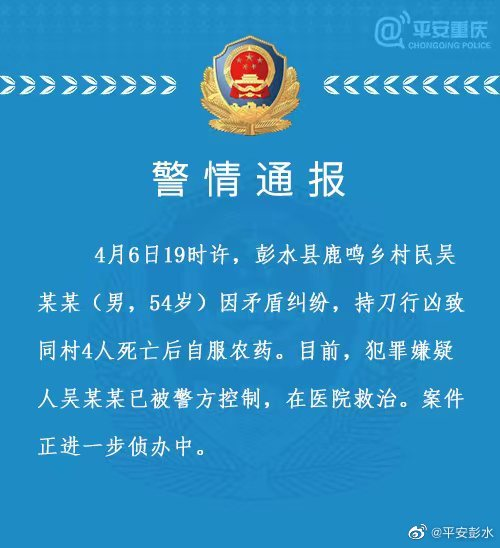 平安重庆
CHONGQING POLICE
警情通报
4月6日19时许，彭水县鹿鸣乡村民吴
某某（男，54岁）因矛盾纠纷，持刀行凶致
同村4人死亡后自服农药。目前，犯罪嫌疑
人吴某某已被警方控制，在医院救治。案件
正进一步侦办中。
@平安彭水